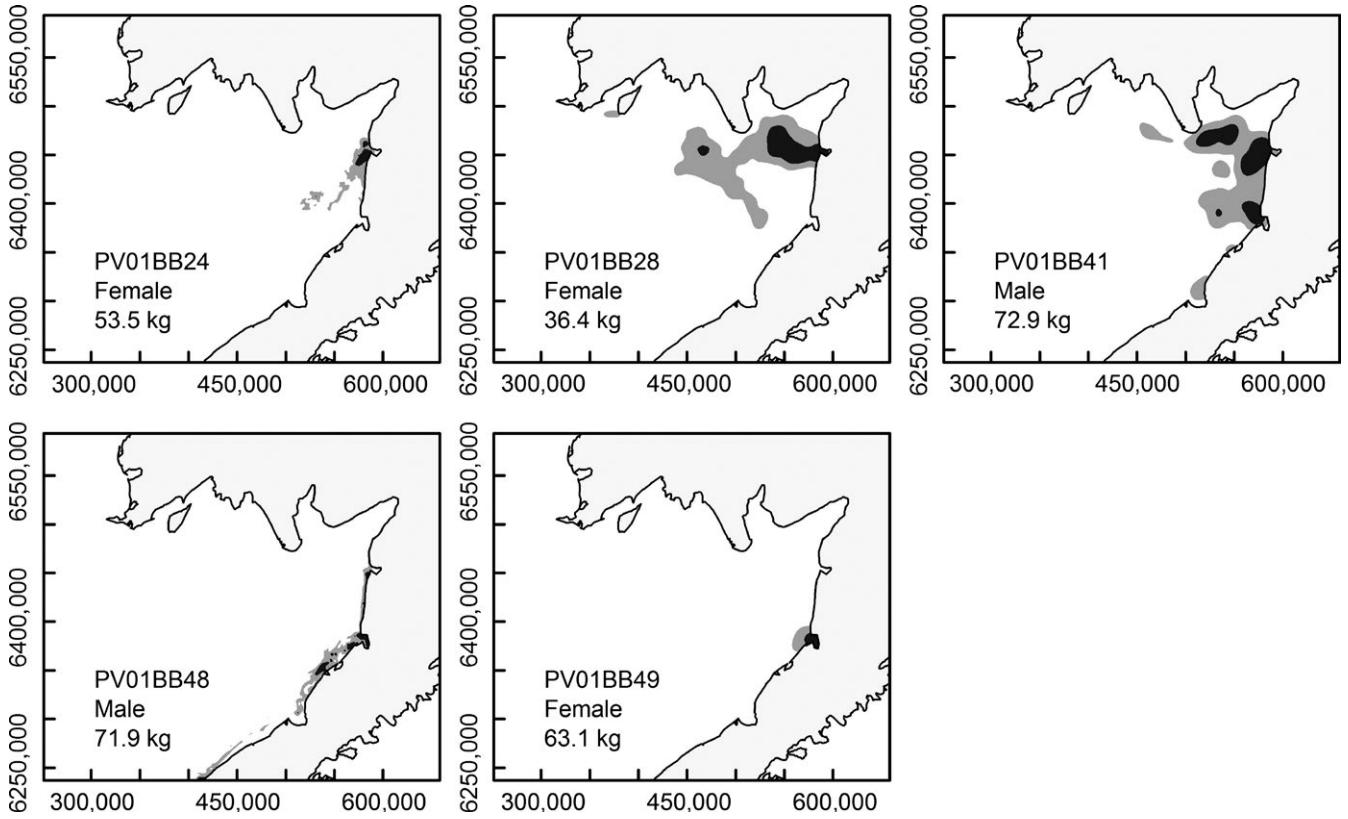 6550,000
6400,000
6250,000
PV01BB24
Female
53.5 kg
300,000 450,000 600,000
6550,000
6400,000
6250,000
PV01BB28
Female
36.4 kg
300,000 450,000 600,000
6550,000
6400,000
6250,000
PV01BB41
Male
72.9 kg
300,000 450,000 600,000
6550,000
6400,000
6250,000
PV01BB48
Male
71.9 kg
300,000 450,000 600,000
6550,000
6400,000
6250,000
PV01BB49
Female
63.1 kg
300,000 450,000 600,000